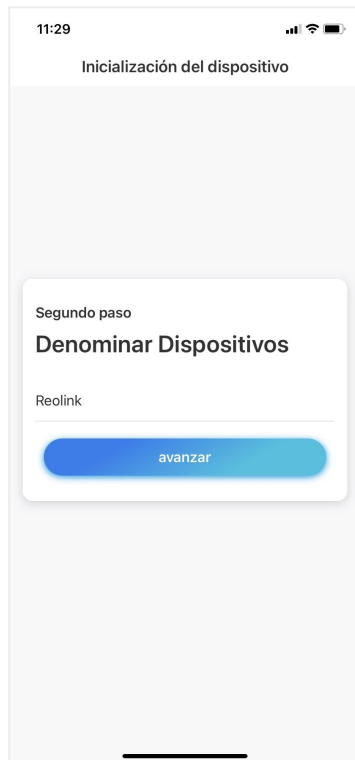 11:29
Inicialización del dispositivo
Segundo paso
Denominar Dispositivos
Reolink
avanzar